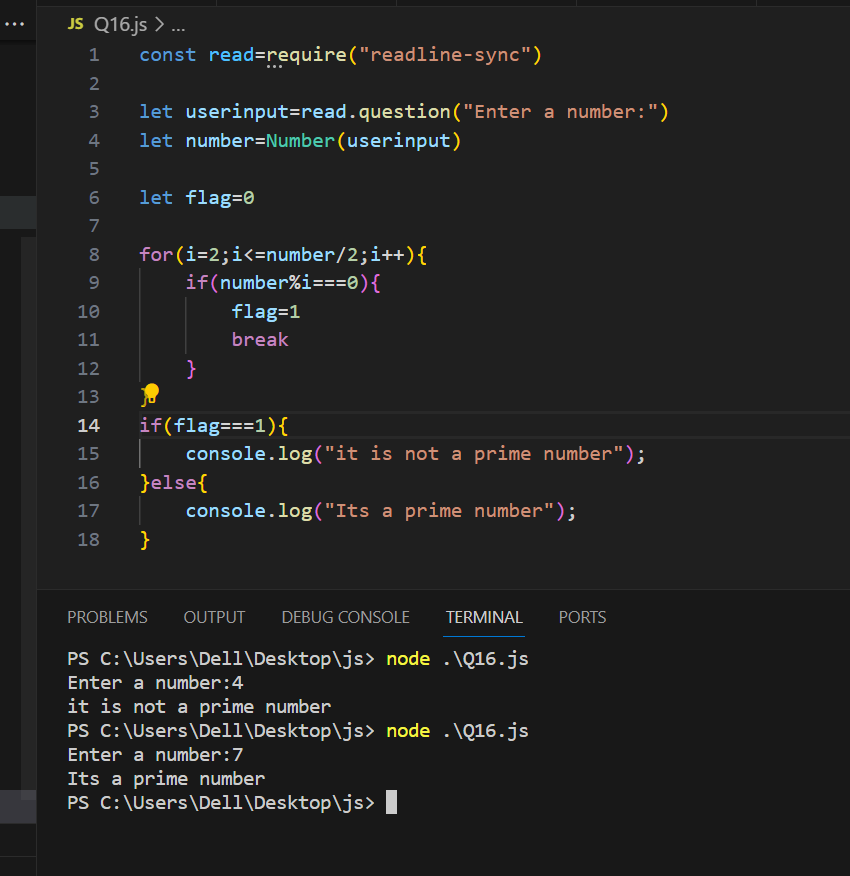 ...
JS Q16.js > ...
1 const read=require("readline-sync")
2
3 let userinput=read.question("Enter a number:")
4 let number=Number(userinput)
5
6 let flag=0
7
8 for(i=2;i<=number/2;i++){
9     if(number%i===0){
10         flag=1
11         break
12     }
13 }
14 if(flag===1){
15     console.log("it is not a prime number");
16 }else{
17     console.log("Its a prime number");
18 }
PROBLEMS OUTPUT DEBUG CONSOLE TERMINAL PORTS
PS C:\Users\Dell\Desktop\js> node .\Q16.js
Enter a number:4
it is not a prime number
PS C:\Users\Dell\Desktop\js> node .\Q16.js
Enter a number:7
Its a prime number
PS C:\Users\Dell\Desktop\js>